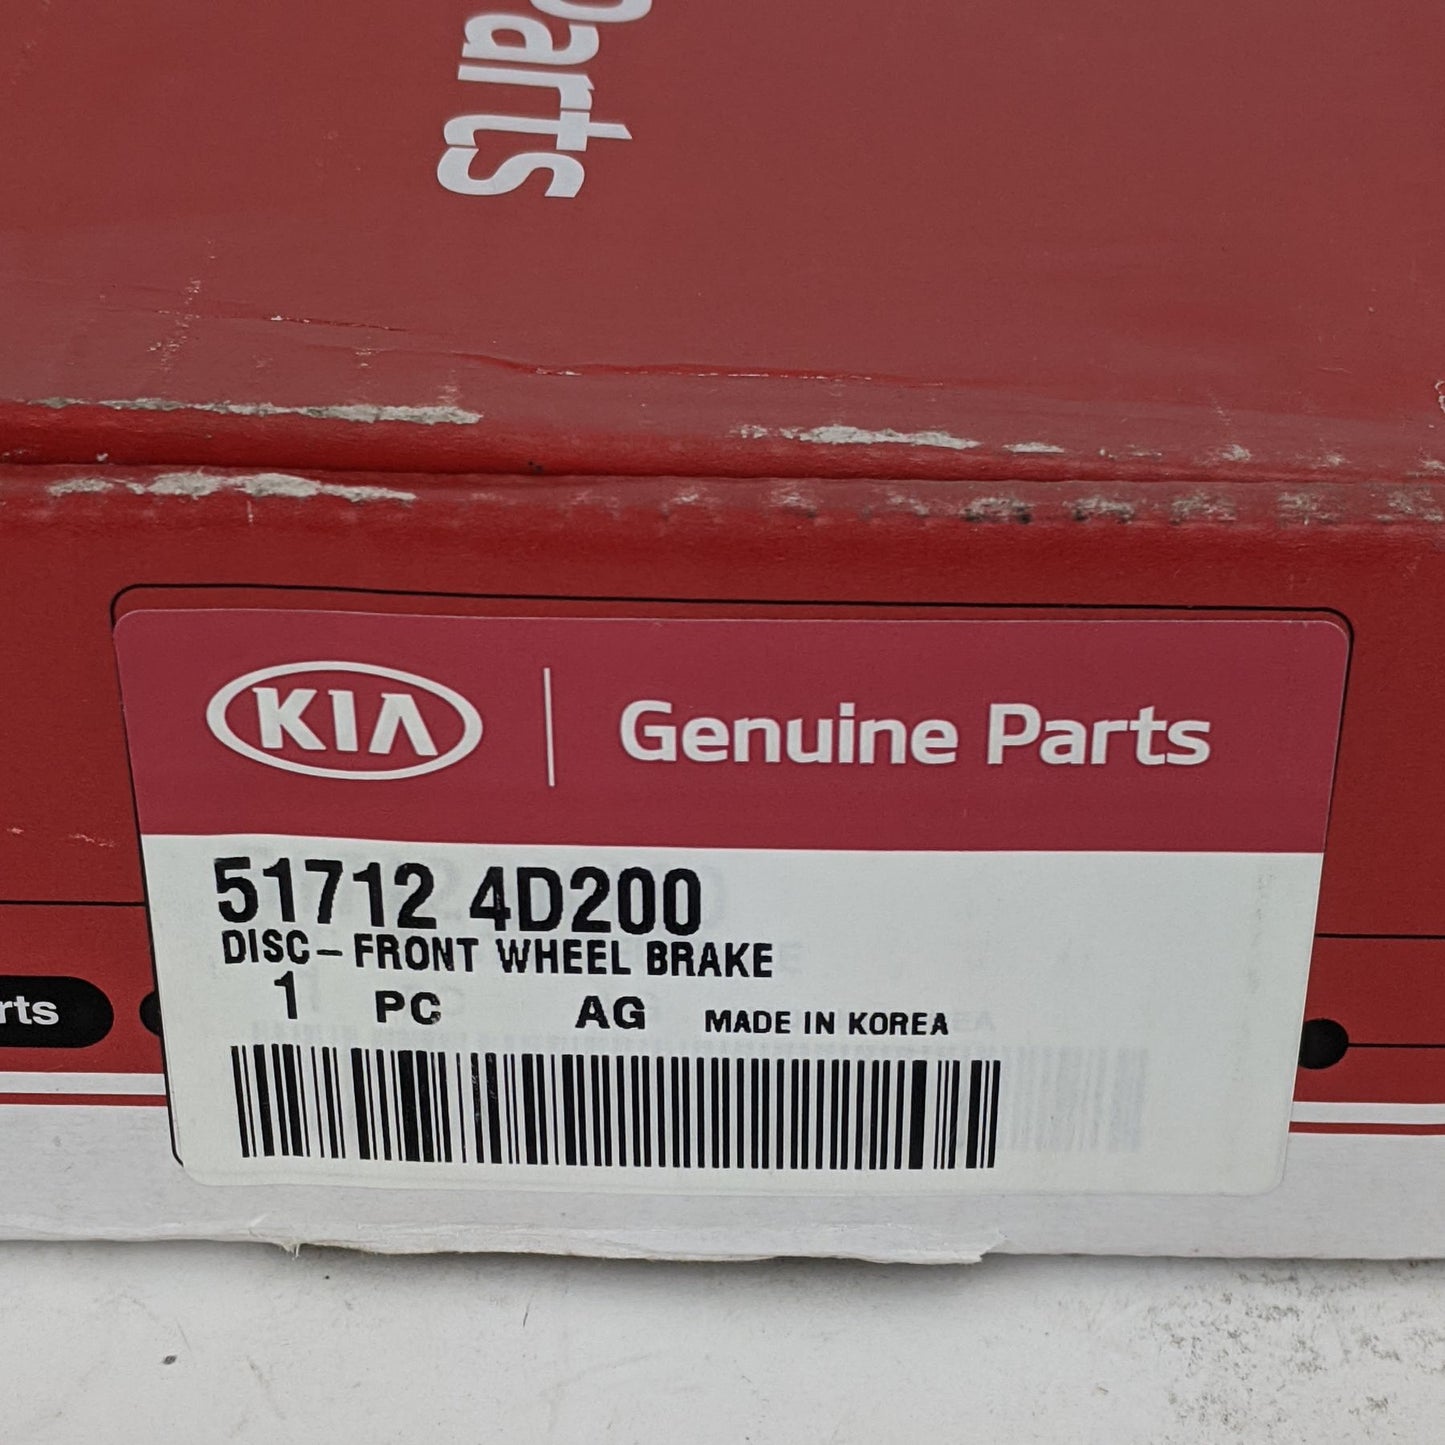 Parts
KIA Genuine Parts
51712 4D200
DISC-FRONT WHEEL BRAKE
1 PC AG MADE IN KOREA
rts